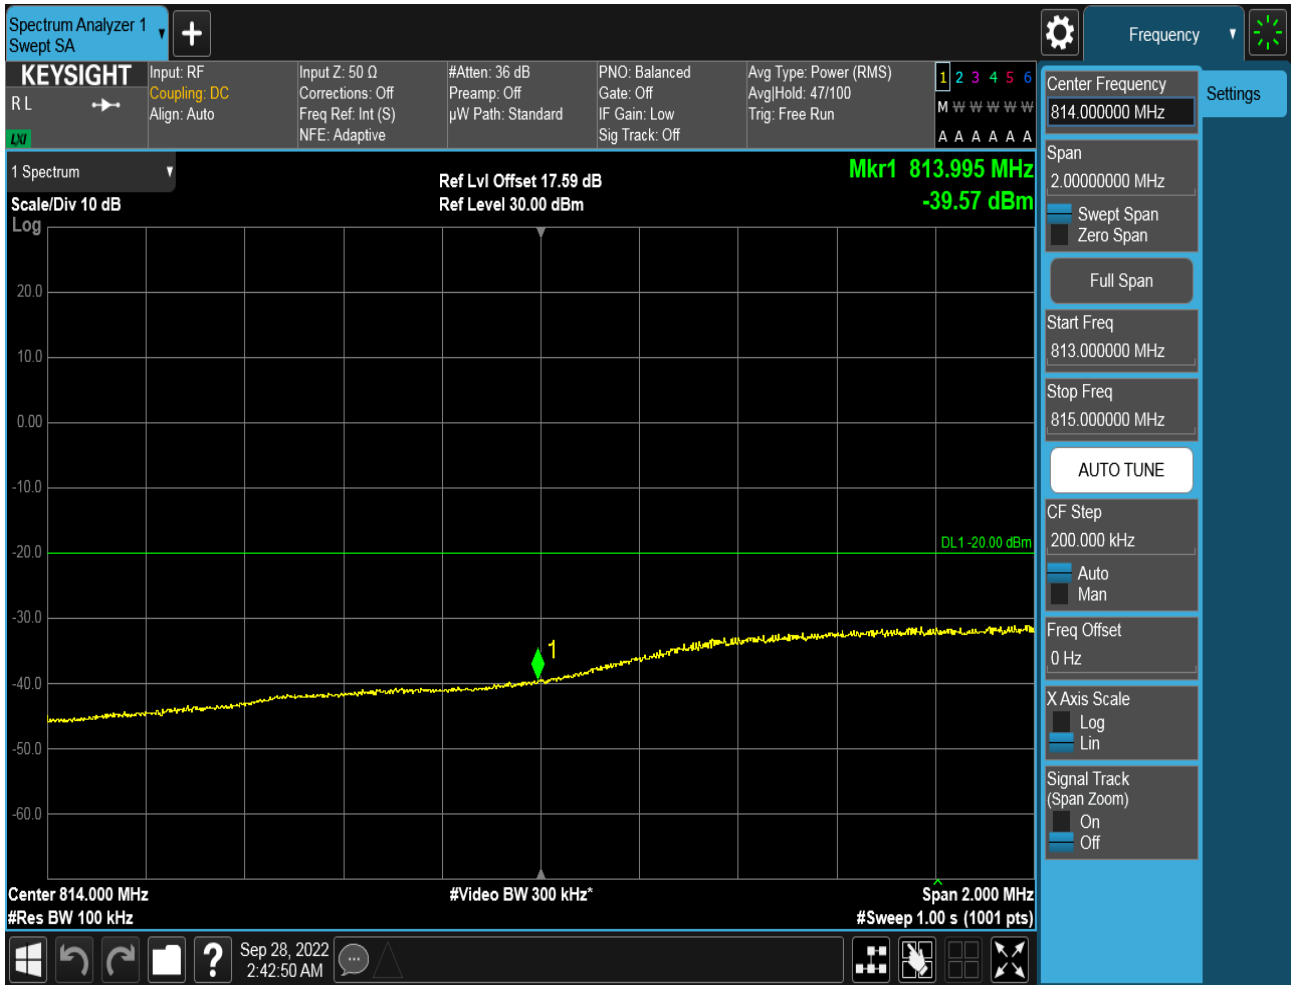 Spectrum Analyzer 1
Swept SA
Frequency
KEYSIGHT
R L
LXI
Input: RF
Coupling: DC
Align: Auto
Input Z: 50 Ω
Corrections: Off
Freq Ref: Int (S)
NFE: Adaptive
#Atten: 36 dB
Preamp: Off
µW Path: Standard
PNO: Balanced
Gate: Off
IF Gain: Low
Sig Track: Off
Avg Type: Power (RMS)
Avg|Hold: 47/100
Trig: Free Run
1 2 3 4 5 6
M W W W W W
A A A A A A
1 Spectrum
Scale/Div 10 dB
Log
Ref Lvl Offset 17.59 dB
Ref Level 30.00 dBm
Mkr1 813.995 MHz
-39.57 dBm
20.0
10.0
0.00
-10.0
-20.0
-30.0
-40.0
-50.0
-60.0
DL1 -20.00 dBm
1
Center 814.000 MHz
#Res BW 100 kHz
#Video BW 300 kHz*
Span 2.000 MHz
#Sweep 1.00 s (1001 pts)
Sep 28, 2022
2:42:50 AM
Center Frequency
814.000000 MHz
Settings
Span
2.00000000 MHz
Swept Span
Zero Span
Full Span
Start Freq
813.000000 MHz
Stop Freq
815.000000 MHz
AUTO TUNE
CF Step
200.000 kHz
Auto
Man
Freq Offset
0 Hz
X Axis Scale
Log
Lin
Signal Track
(Span Zoom)
On
Off